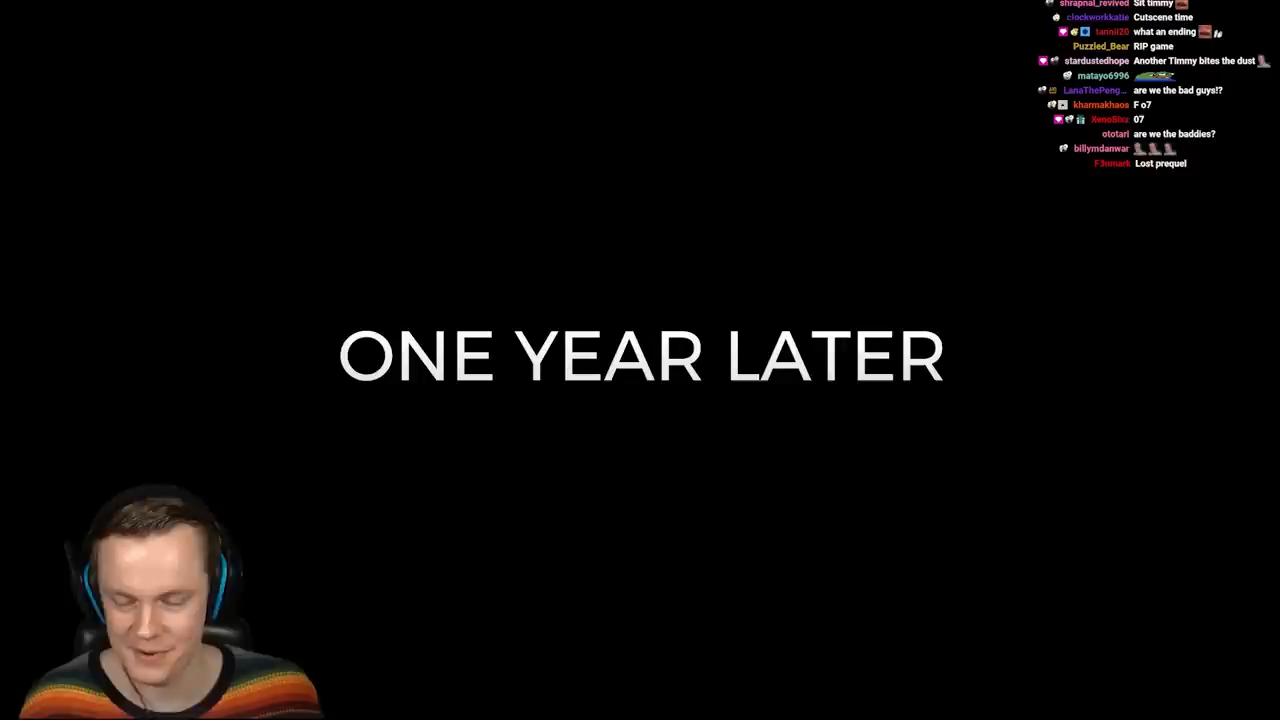 shrapnal_revived Sit timmy
clockworkkatie Cutscene time
tannii20 what an ending
Puzzled_Bear RIP game
stardustedhope Another Timmy bites the dust
matayo6996
LanaThePeng... are we the bad guys!?
kharmakhaos F o7
07
ototari are we the baddies?
billymdanwar
F3nmark Lost prequel
ONE YEAR LATER